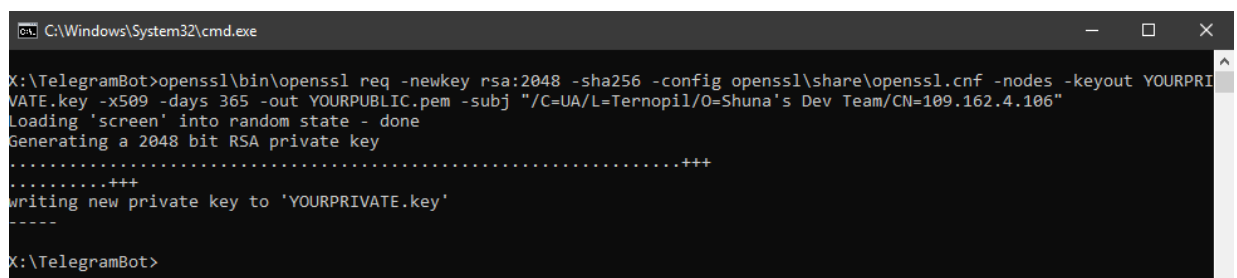 C:\Windows\System32\cmd.exe
X:\TelegramBot>openssl\bin\openssl req -newkey rsa:2048 -sha256 -config openssl\share\openssl.cnf -nodes -keyout YOURPRI
VATE.key -x509 -days 365 -out YOURPUBLIC.pem -subj "/C=UA/L=Ternopil/O=Shuna's Dev Team/CN=109.162.4.106"
Loading 'screen' into random state - done
Generating a 2048 bit RSA private key
...................................................................+++
..........+++
writing new private key to 'YOURPRIVATE.key'
-----
X:\TelegramBot>